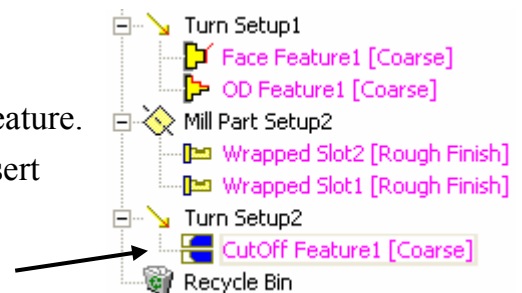 eature.
sert
Turn Setup1
Face Feature1 [Coarse]
OD Feature1 [Coarse]
Mill Part Setup2
Wrapped Slot2 [Rough Finish]
Wrapped Slot1 [Rough Finish]
Turn Setup2
CutOff Feature1 [Coarse]
Recycle Bin